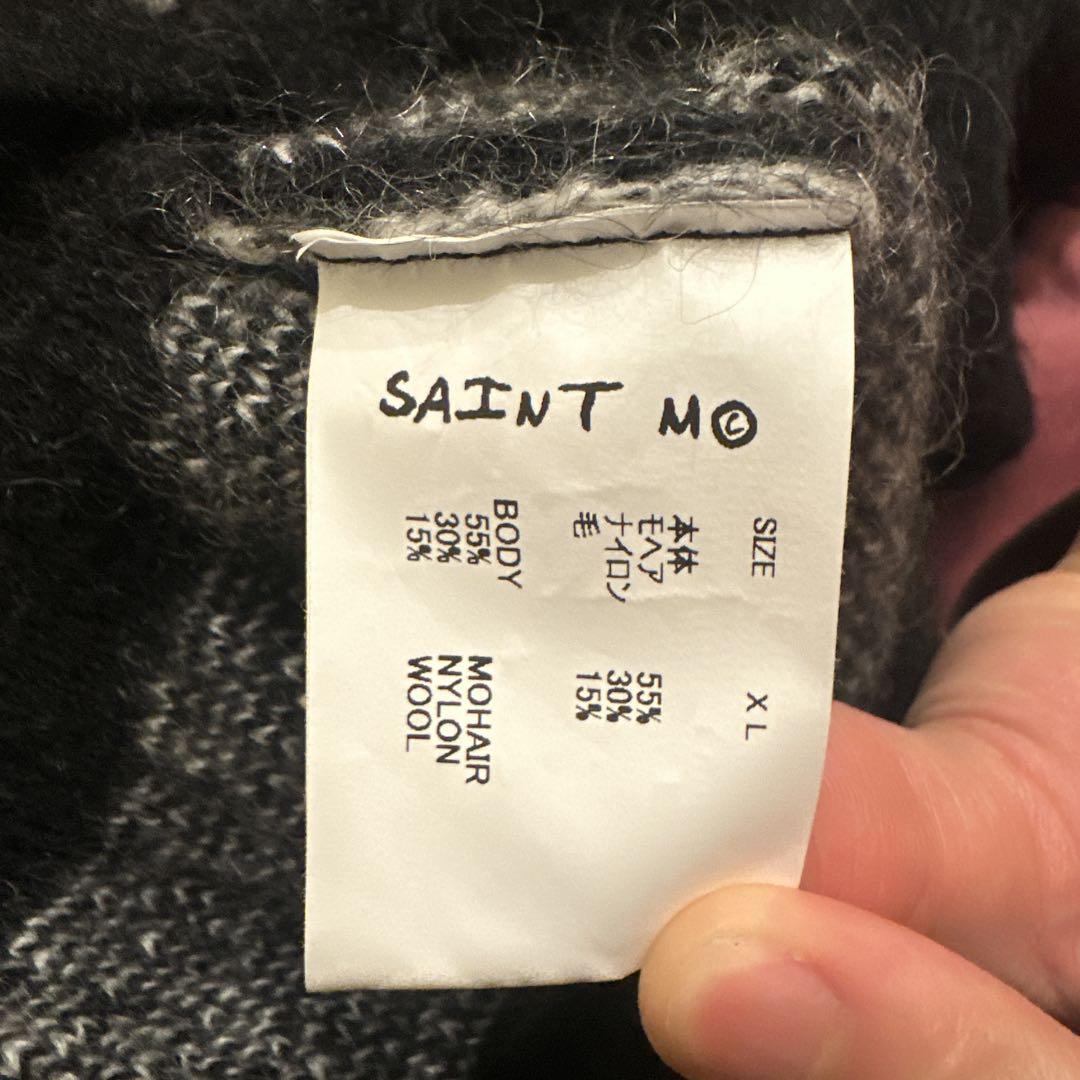 SAINT M©
SIZE XL
本体
モヘア 55%
ナイロン 30%
毛 15%
BODY
55% MOHAIR
30% NYLON
15% WOOL